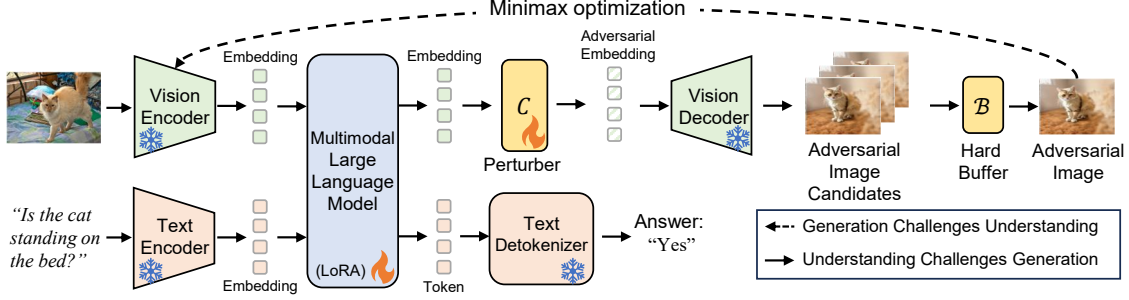 Minimax optimization
Embedding
Embedding
Adversarial
Embedding
Vision
Encoder
Multimodal
Large
Language
Model
(LoRA)
C
Perturber
Vision
Decoder
Adversarial
Image
Candidates
B
Hard
Buffer
Adversarial
Image
“Is the cat
standing on
the bed?”
Text
Encoder
Embedding
Token
Text
Detokenizer
Answer:
“Yes”
Generation Challenges Understanding
Understanding Challenges Generation